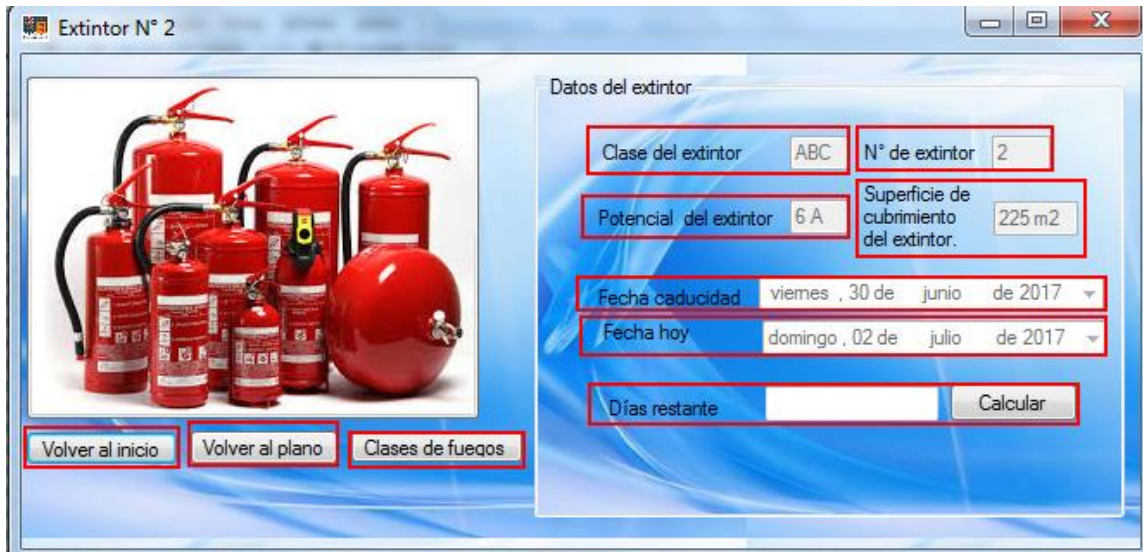 Extintor N° 2
Datos del extintor
Clase del extintor ABC N° de extintor 2
Potencial del extintor 6 A
Superficie de
cubrimiento
del extintor.
225 m2
Fecha caducidad viernes , 30 de junio de 2017
Fecha hoy domingo , 02 de julio de 2017
Días restante Calcular
Volver al inicio Volver al plano Clases de fuegos